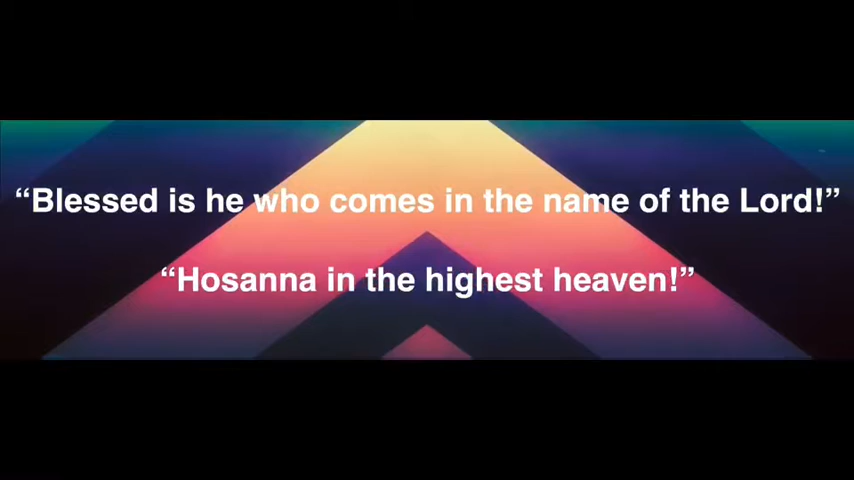 “Blessed is he who comes in the name of the Lord!”
“Hosanna in the highest heaven!”